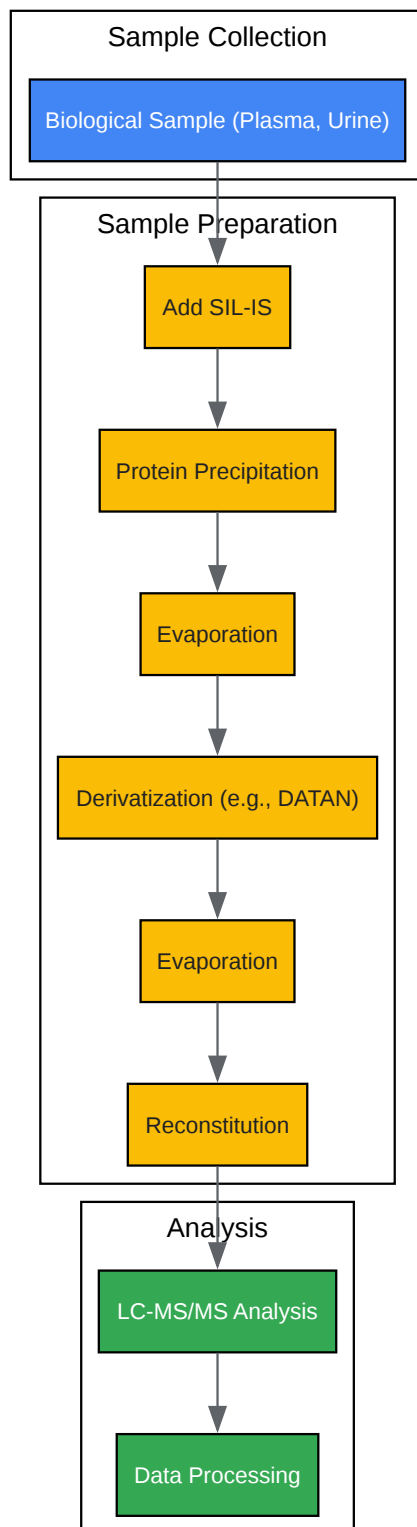 Sample Collection
Biological Sample (Plasma, Urine)
Sample Preparation
Add SIL-IS
Protein Precipitation
Evaporation
Derivatization (e.g., DATAN)
Evaporation
Reconstitution
Analysis
LC-MS/MS Analysis
Data Processing